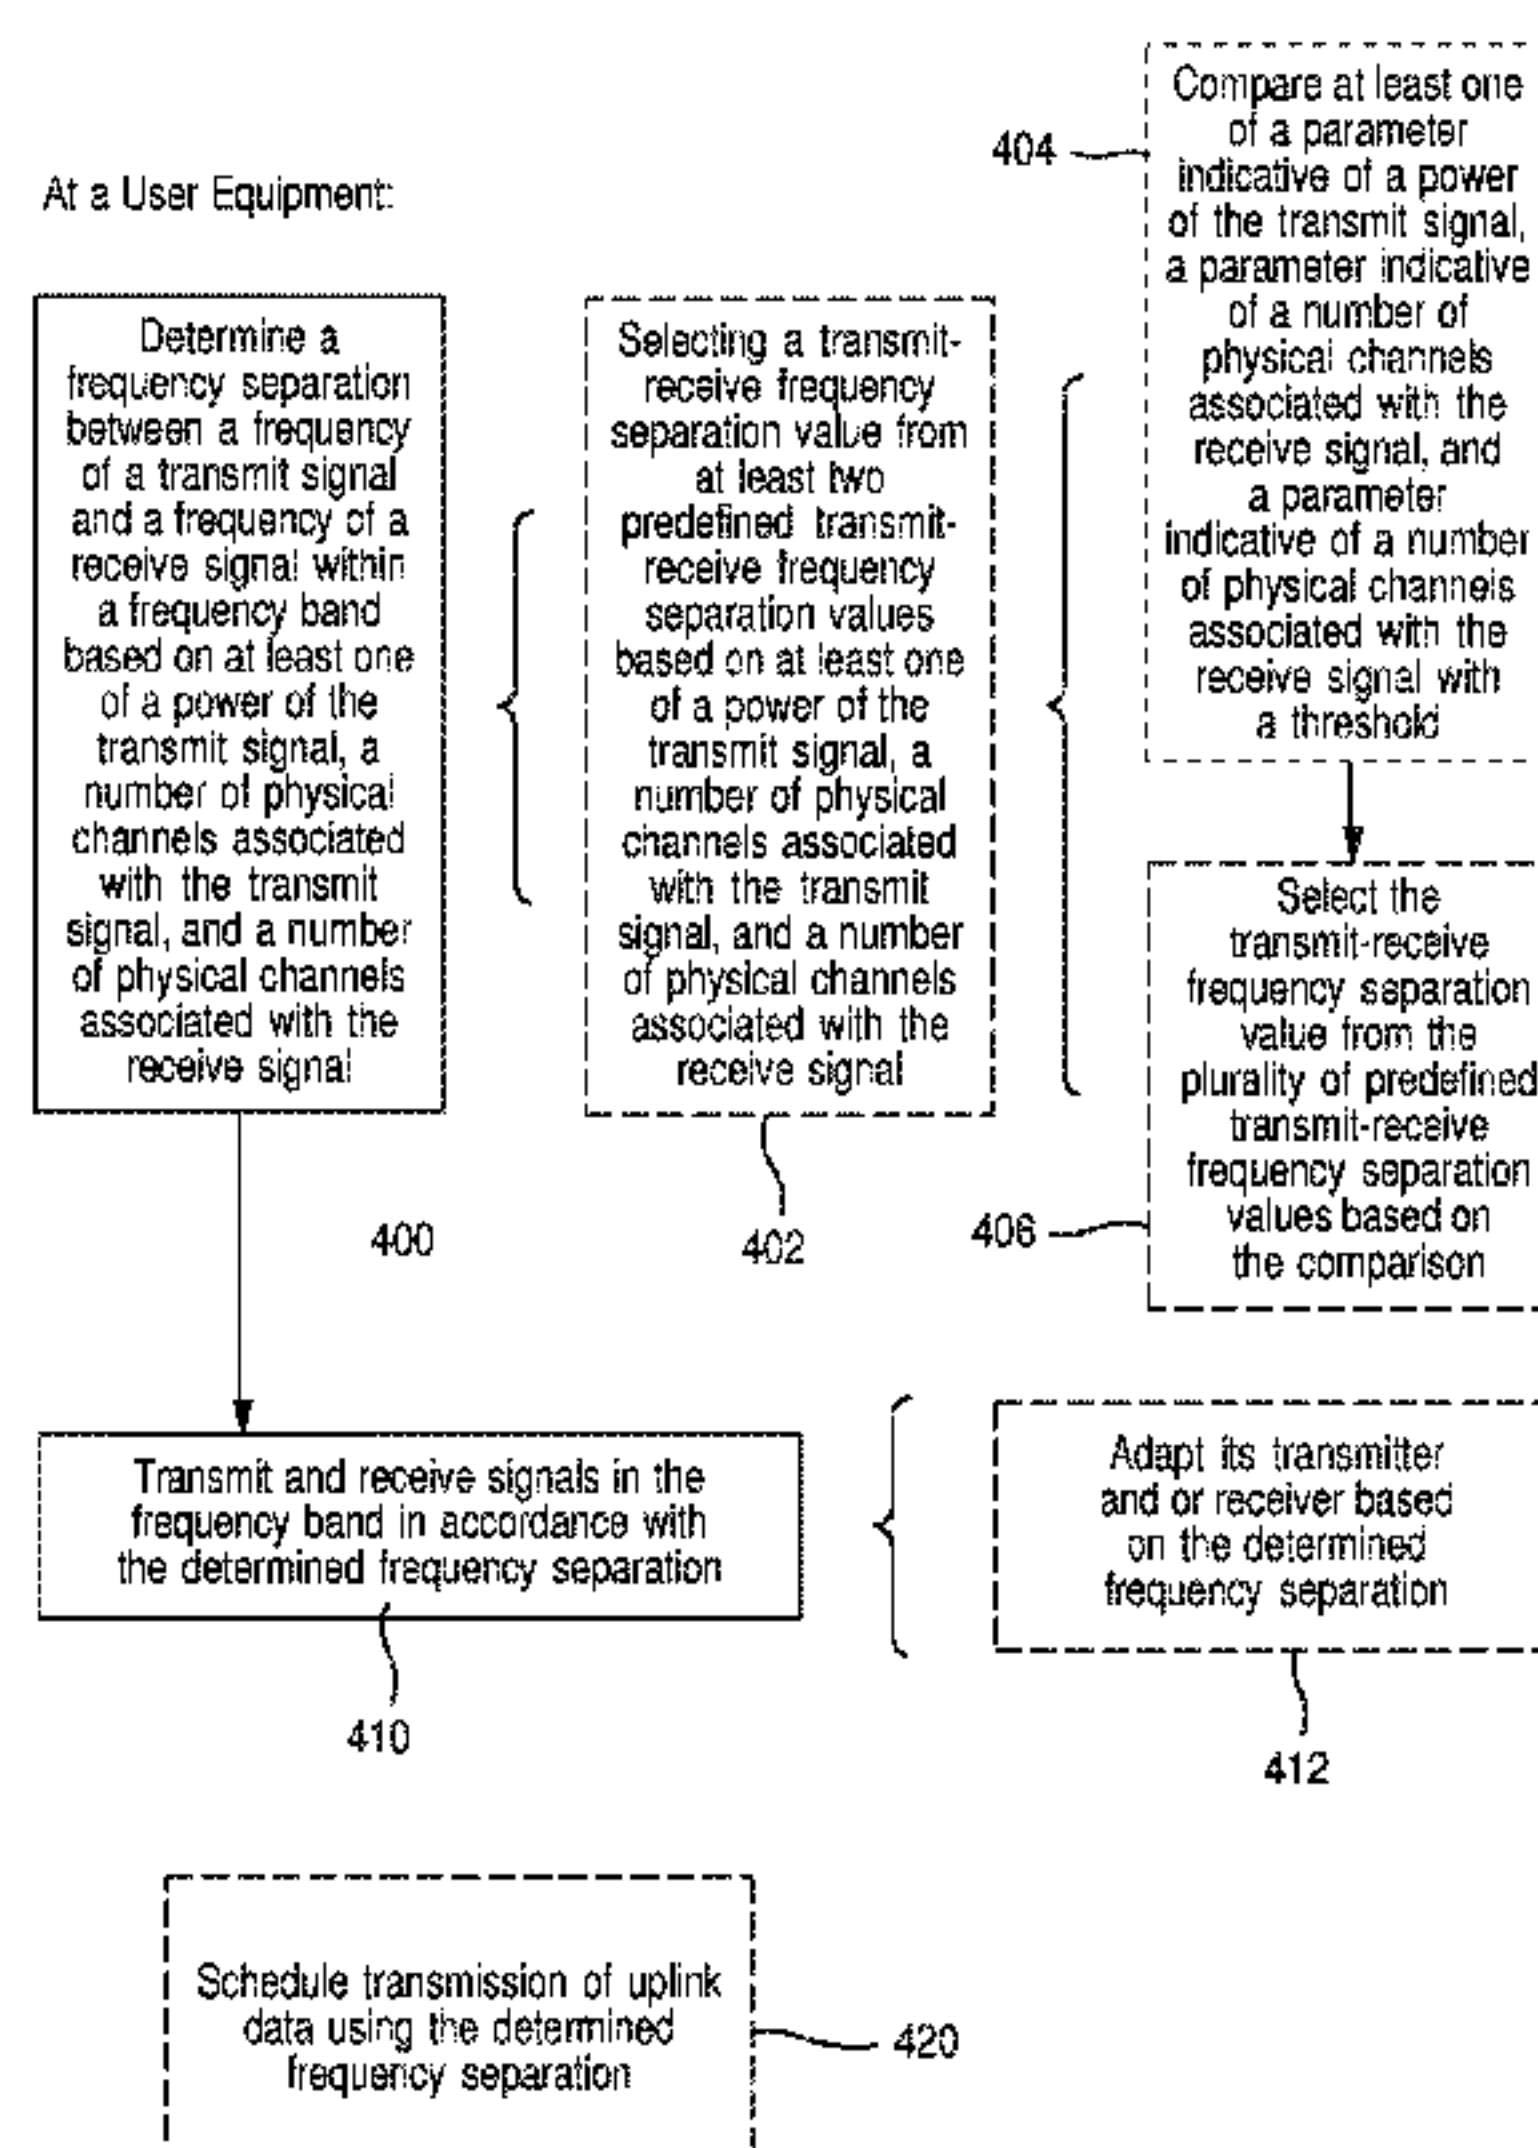 At a User Equipment:
Determine a
frequency separation
between a frequency
of a transmit signal
and a frequency of a
receive signal within
a frequency band
based on at least one
of a power of the
transmit signal, a
number of physical
channels associated
with the transmit
signal, and a number
of physical channels
associated with the
receive signal
400
Selecting a transmit-
receive frequency
separation value from
at least two
predefined transmit-
receive frequency
separation values
based on at least one
of a power of the
transmit signal, a
number of physical
channels associated
with the transmit
signal, and a number
of physical channels
associated with the
receive signal
402
404
Compare at least one
of a parameter
indicative of a power
of the transmit signal,
a parameter indicative
of a number of
physical channels
associated with the
receive signal, and
a parameter
indicative of a number
of physical channels
associated with the
receive signal with
a threshold
Select the
transmit-receive
frequency separation
value from the
plurality of predefined
transmit-receive
frequency separation
values based on
the comparison
406
Transmit and receive signals in the
frequency band in accordance with
the determined frequency separation
410
Adapt its transmitter
and or receiver based
on the determined
frequency separation
412
Schedule transmission of uplink
data using the determined
frequency separation
420